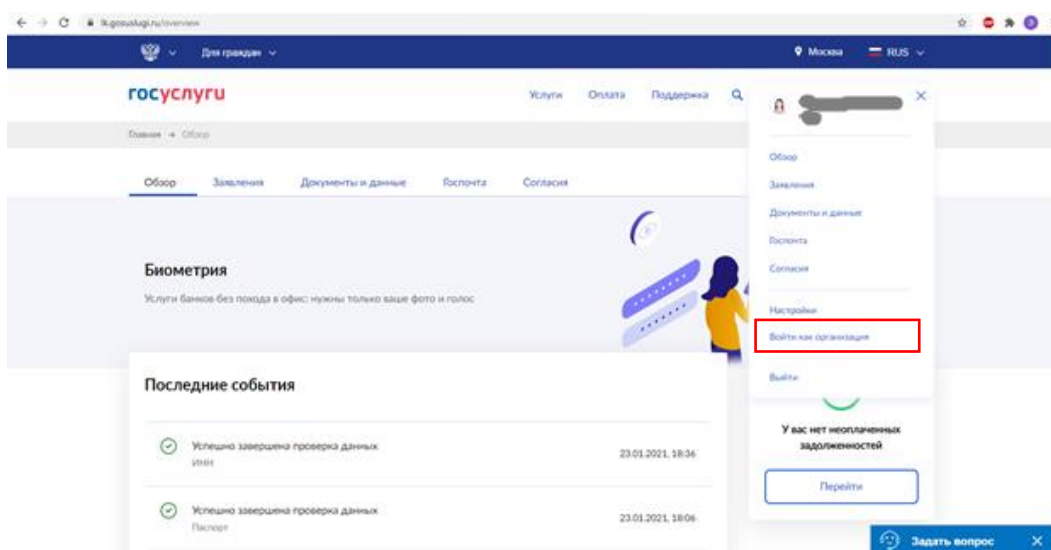 lk.gosuslugi.ru/overview
Для граждан
Москва
RUS
госуслуги
Услуги Оплата Поддержка
Главная → Обзор
Обзор Заявления Документы и данные Госпочта Согласия
Биометрия
Услуги банков без похода в офис: нужны только ваше фото и голос
Последние события
Успешно завершена проверка данных
ИНН
23.01.2021, 18:36
Успешно завершена проверка данных
Паспорт
23.01.2021, 18:06
Обзор
Заявления
Документы и данные
Госпочта
Согласия
Настройки
Войти как организация
Выйти
У вас нет неоплаченных
задолженностей
Перейти
Задать вопрос